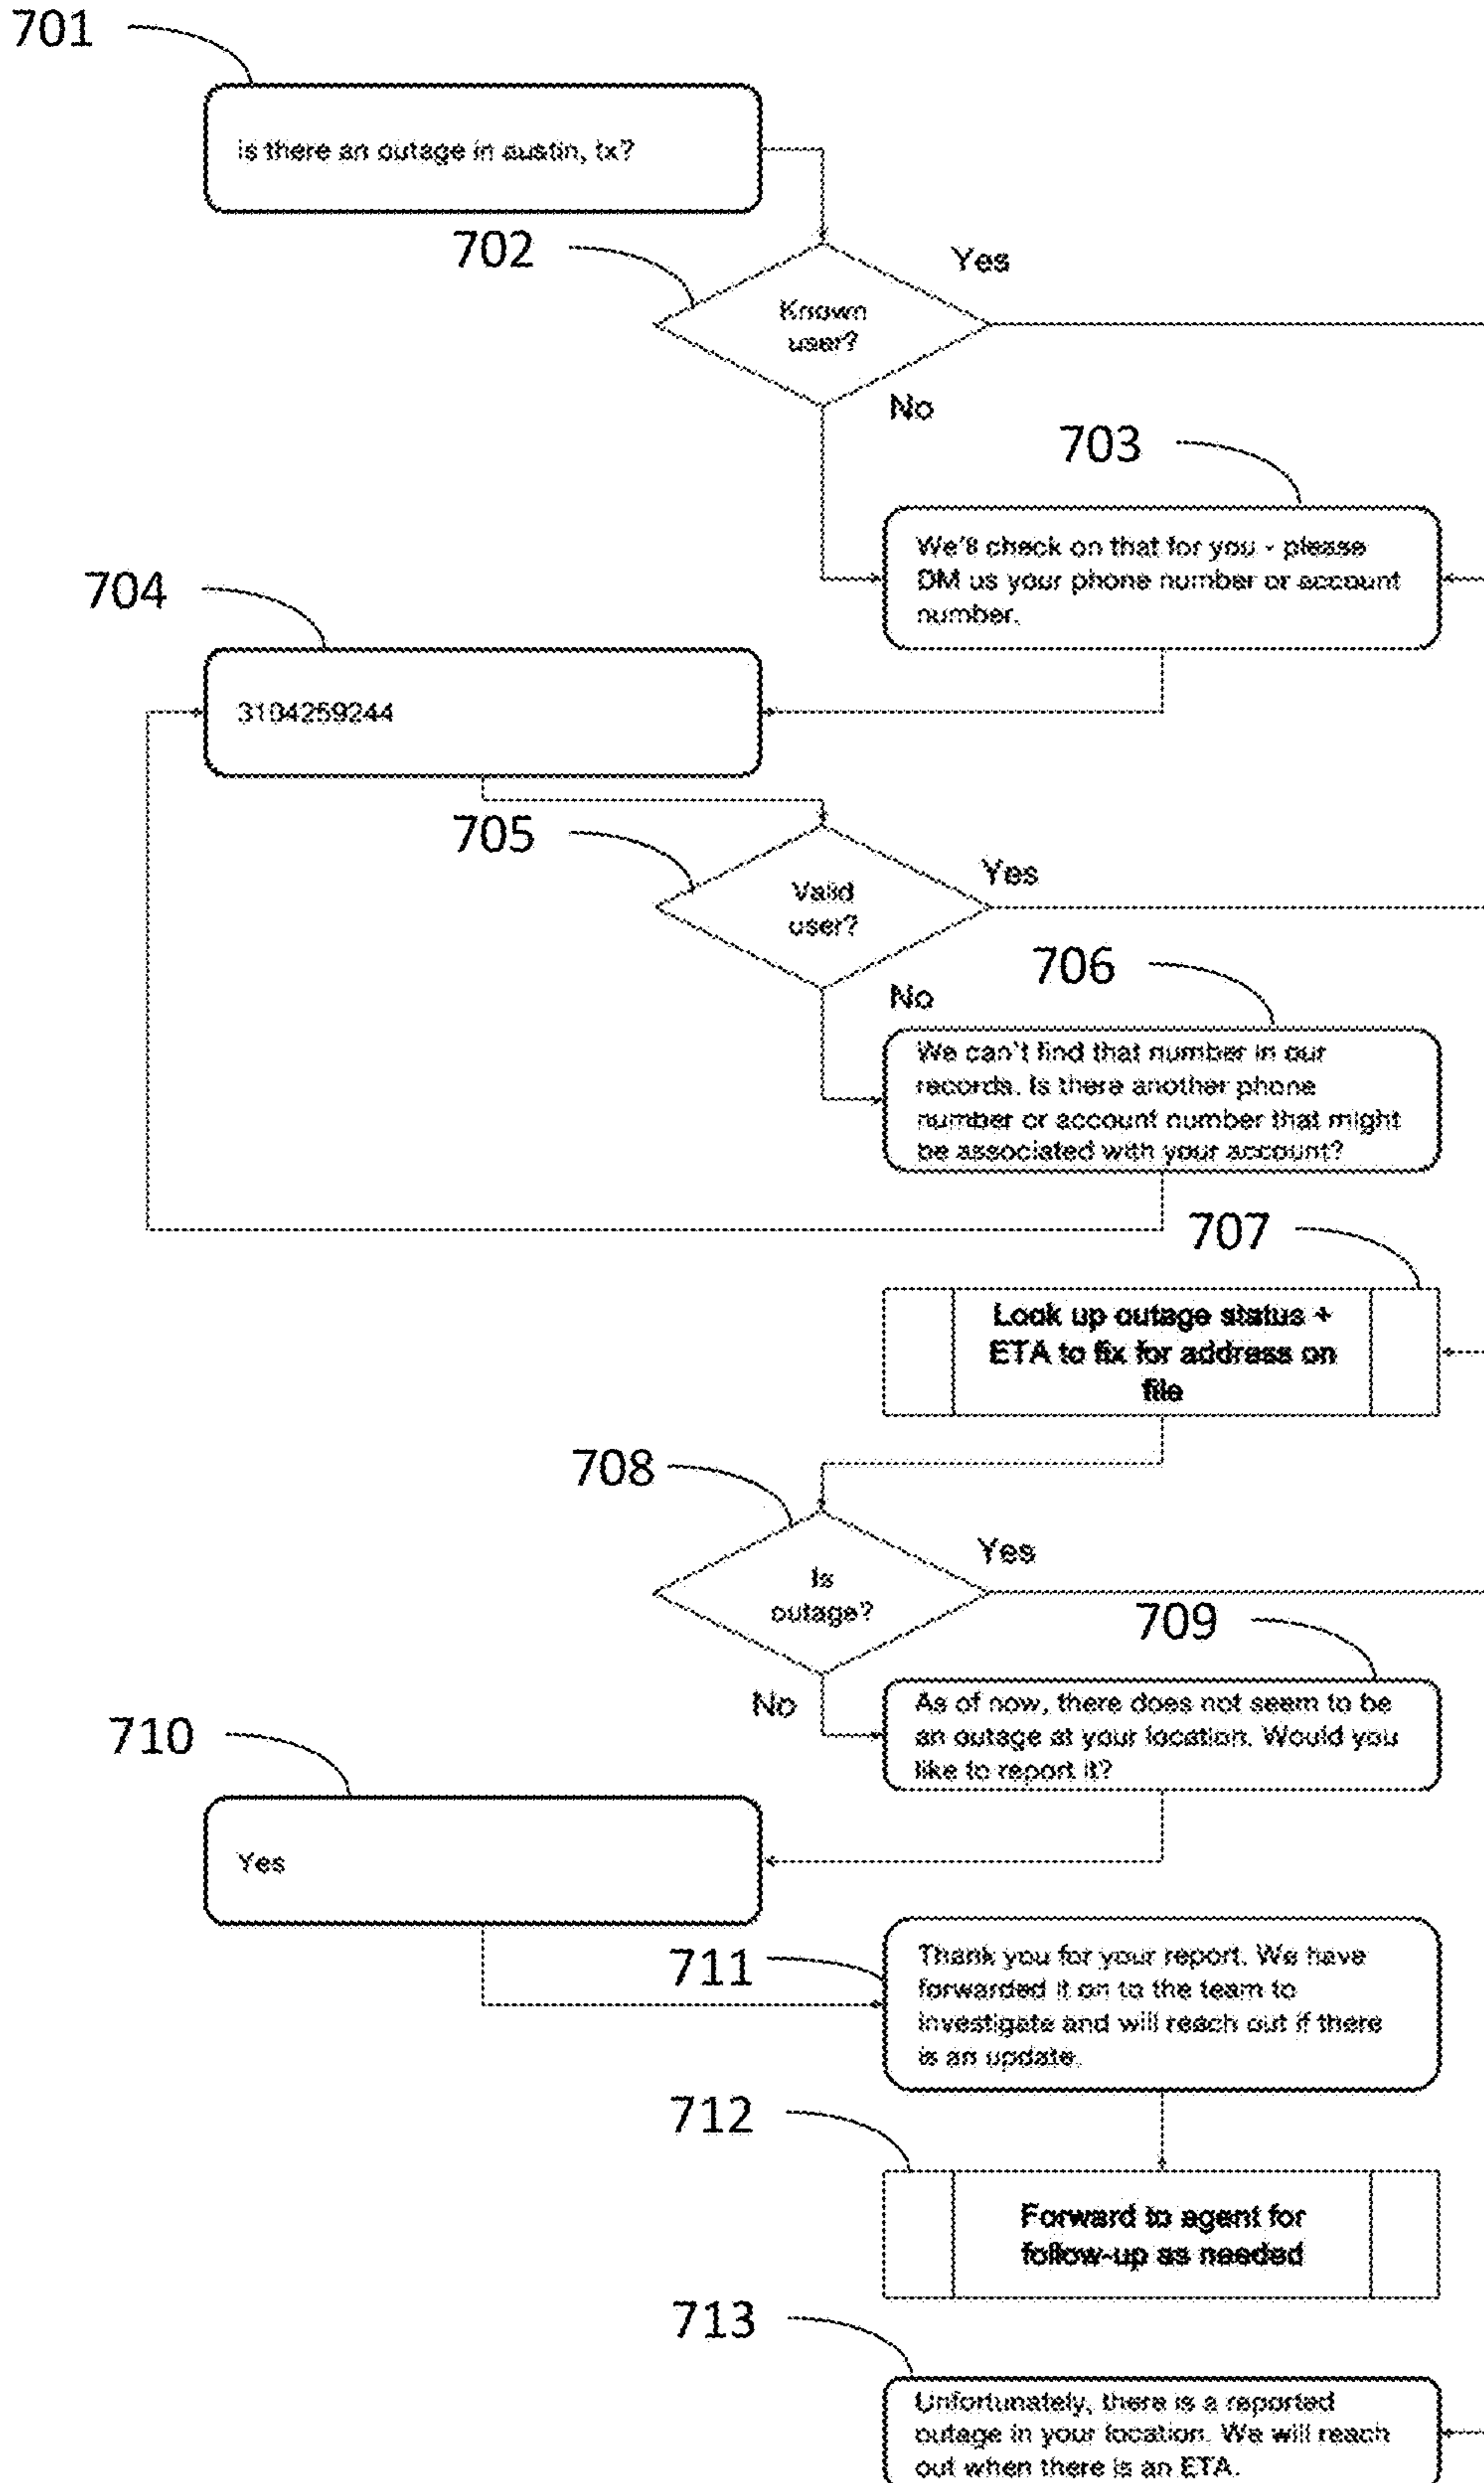 701
is there an outage in austin, tx?
702
Yes
Known
user?
No
703
We'll check on that for you - please
DM us your phone number or account
number.
704
3104259244
705
Yes
Valid
user?
706
No
We can't find that number in our
records. Is there another phone
number or account number that might
be associated with your account?
707
Look up outage status +
ETA to fix for address on
file
708
Yes
Is
outage?
709
No
As of now, there does not seem to be
an outage at your location. Would you
like to report it?
710
Yes
711
Thank you for your report. We have
forwarded it on to the team to
investigate and will reach out if there
is an update.
712
Forward to agent for
follow-up as needed
713
Unfortunately, there is a reported
outage in your location. We will reach
out when there is an ETA.